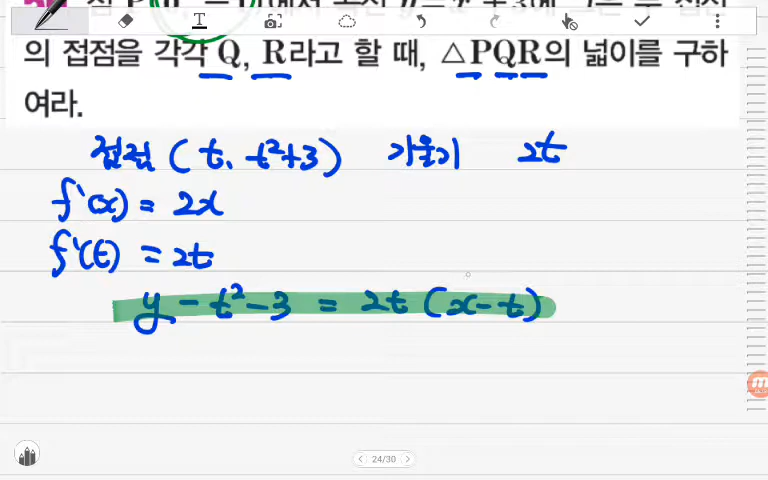 의 접점을 각각 Q, R라고 할 때, △PQR의 넓이를 구하
여라.
접점 (t, t²+3) 기울기 2t
f'(x) = 2x
f'(t) = 2t
y - t² - 3 = 2t (x - t)
24/30